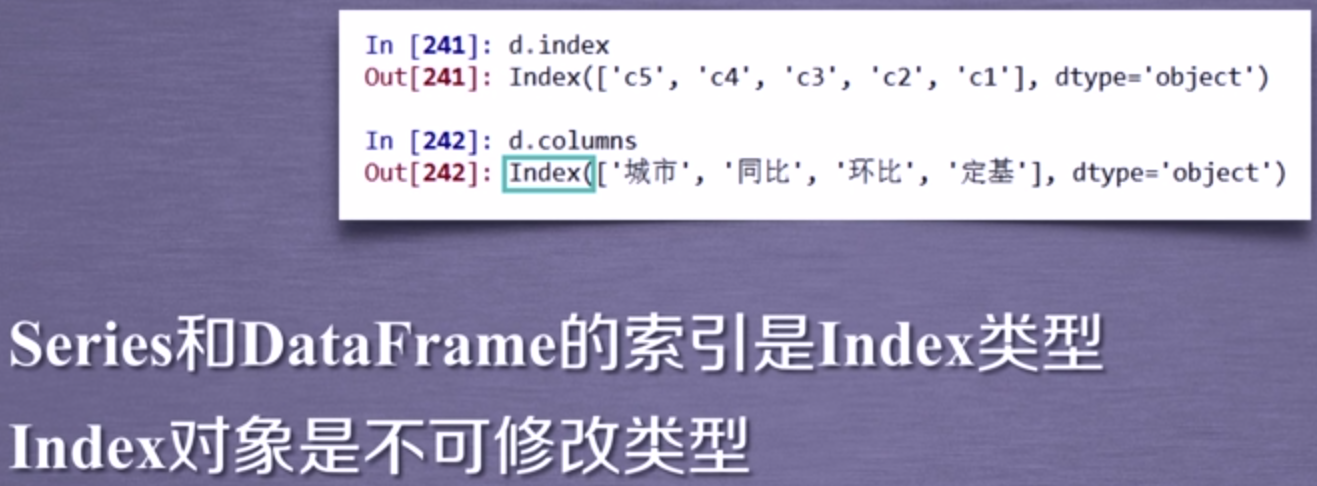 In [241]: d.index
Out[241]: Index(['c5', 'c4', 'c3', 'c2', 'c1'], dtype='object')
In [242]: d.columns
Out[242]: Index(['城市', '同比', '环比', '定基'], dtype='object')
Series和DataFrame的索引是Index类型
Index对象是不可修改类型